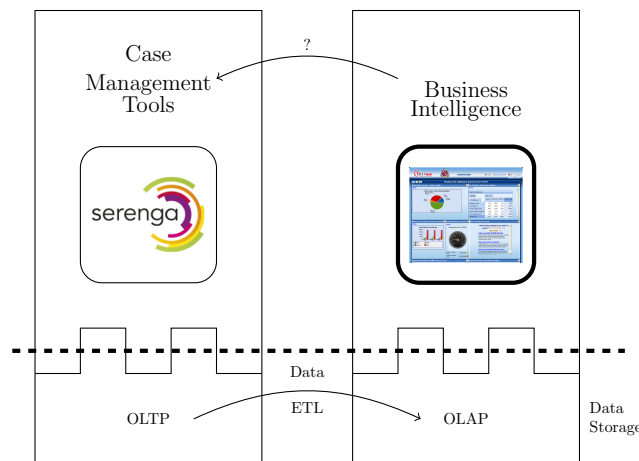 ?
Case
Management
Tools
Business
Intelligence
serenga
Data
OLTP
ETL
OLAP
Data
Storage